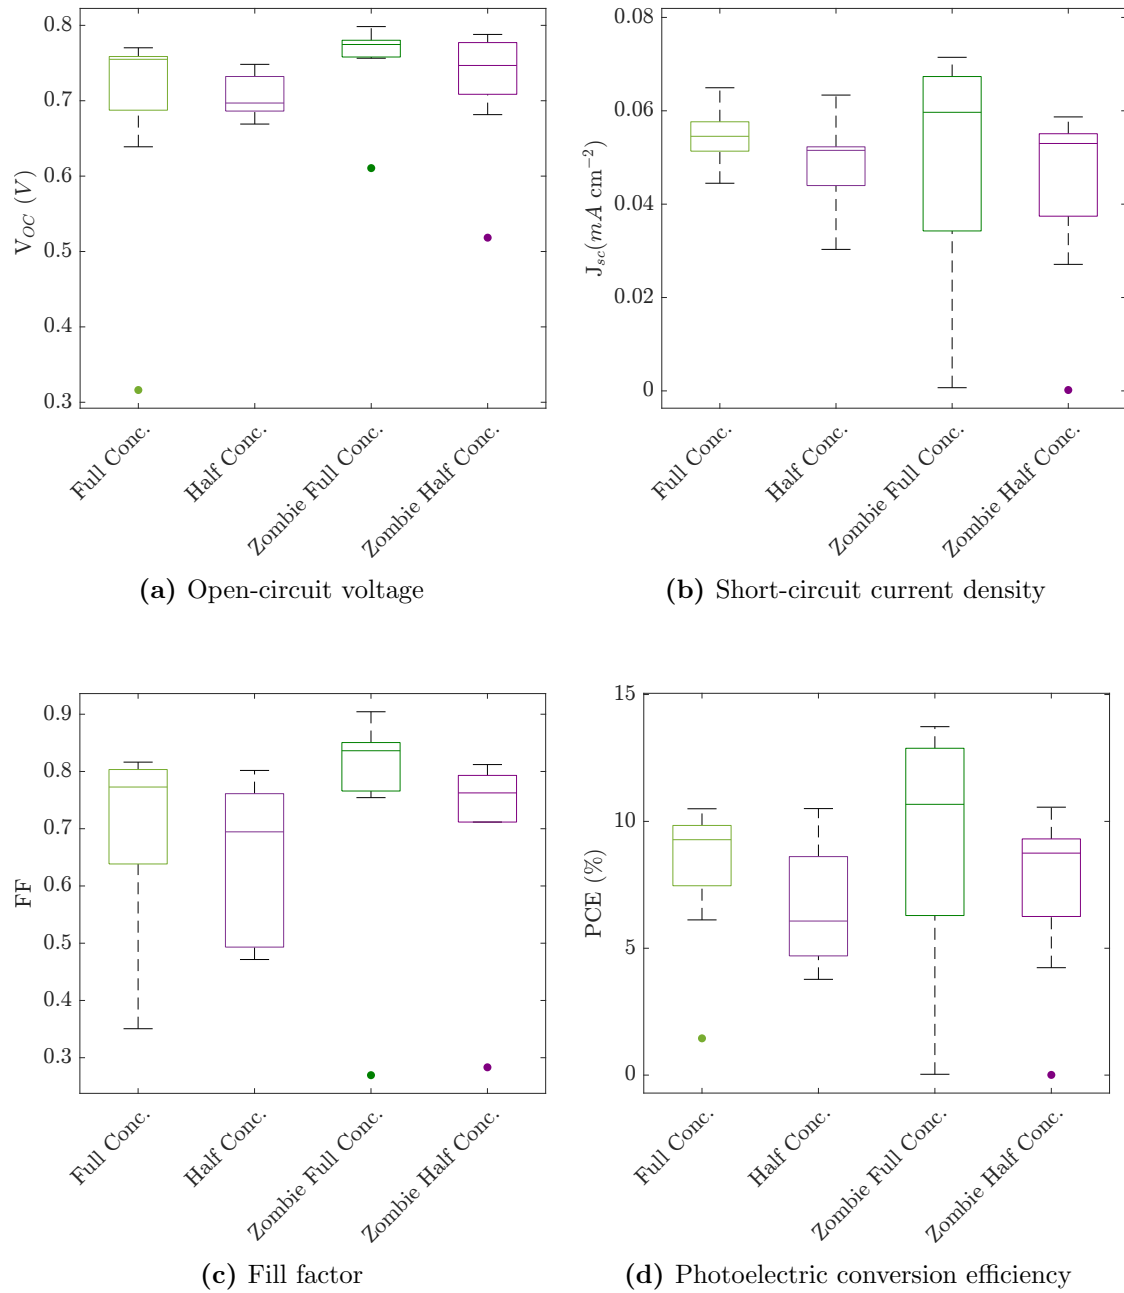 0.8
0.7
0.6
0.5
0.4
0.3
V_OC (V)
Full Conc.
Half Conc.
Zombie Full Conc.
Zombie Half Conc.
(a) Open-circuit voltage
0.08
0.06
0.04
0.02
0
J_sc(mA cm⁻²)
Full Conc.
Half Conc.
Zombie Full Conc.
Zombie Half Conc.
(b) Short-circuit current density
0.9
0.8
0.7
0.6
0.5
0.4
0.3
FF
Full Conc.
Half Conc.
Zombie Full Conc.
Zombie Half Conc.
(c) Fill factor
15
10
5
0
PCE (%)
Full Conc.
Half Conc.
Zombie Full Conc.
Zombie Half Conc.
(d) Photoelectric conversion efficiency